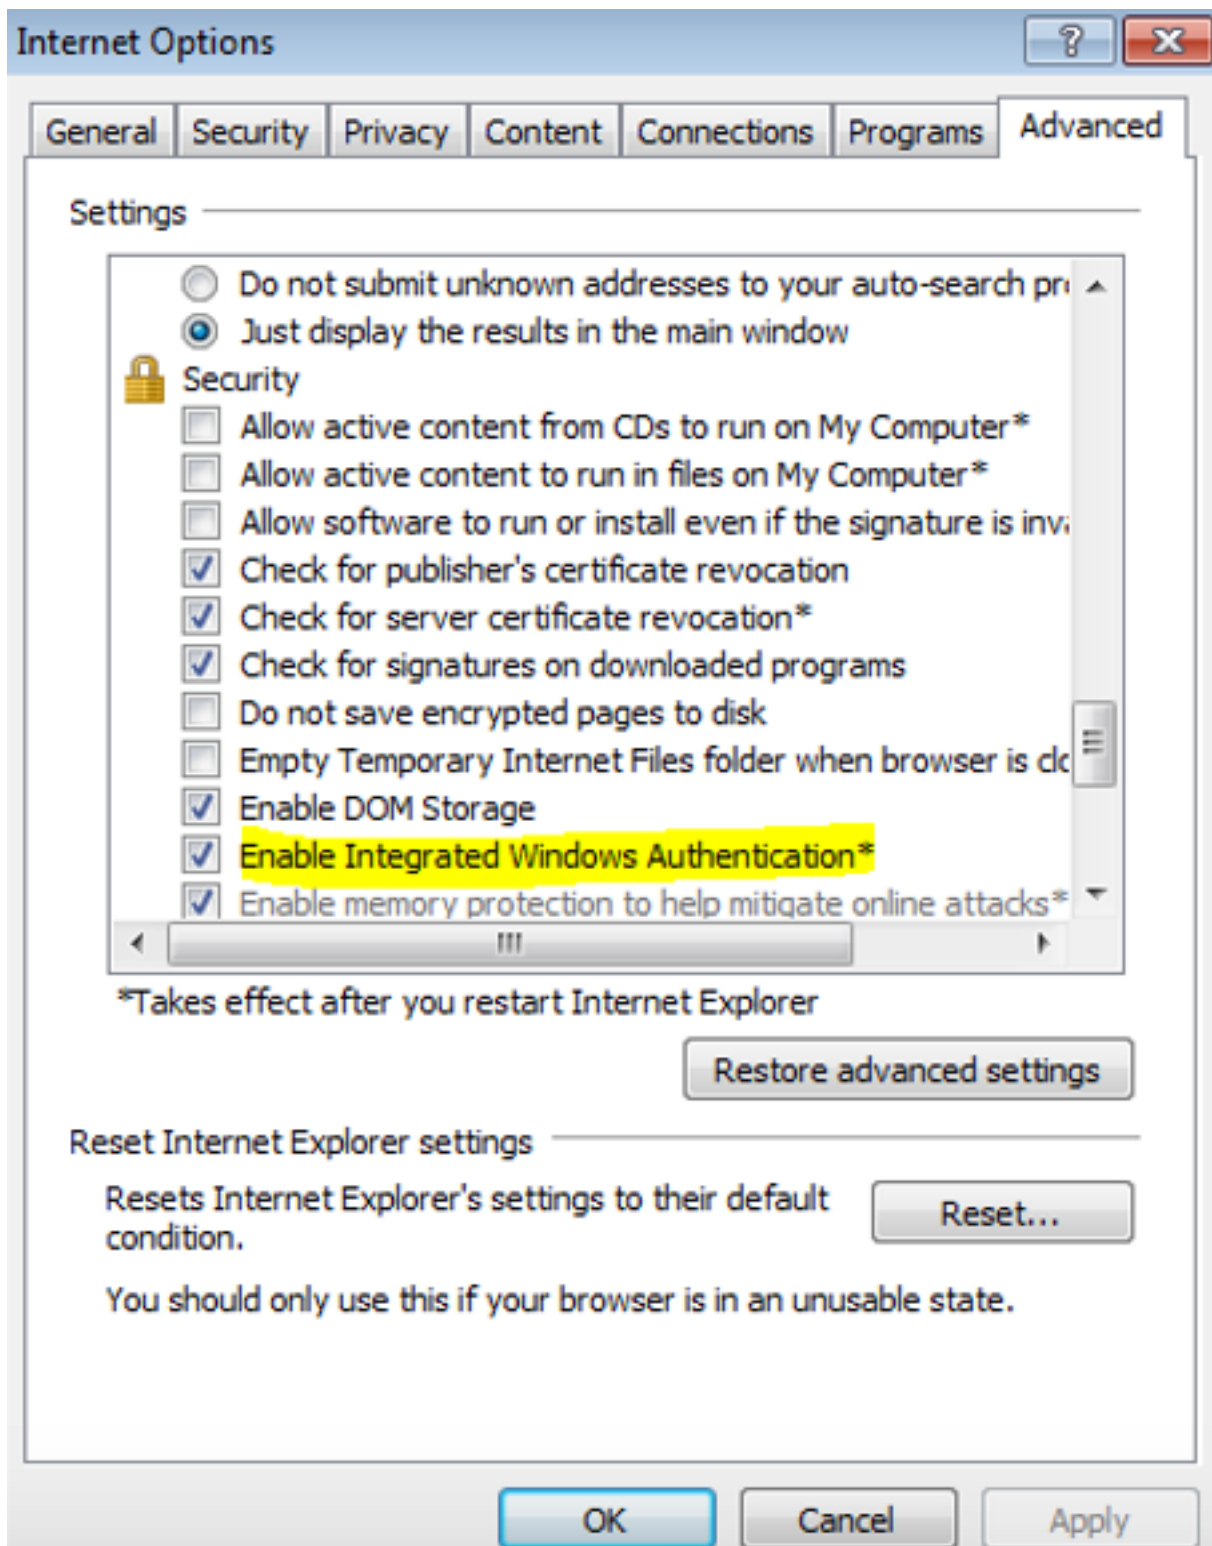 Internet Options
General Security Privacy Content Connections Programs Advanced
Settings
Do not submit unknown addresses to your auto-search
Just display the results in the main window
Security
Allow active content from CDs to run on My Computer*
Allow active content to run in files on My Computer*
Allow software to run or install even if the signature is
Check for publisher's certificate revocation
Check for server certificate revocation*
Check for signatures on downloaded programs
Do not save encrypted pages to disk
Empty Temporary Internet Files folder when browser is
Enable DOM Storage
Enable Integrated Windows Authentication*
Enable memory protection to help mitigate online attacks*
*Takes effect after you restart Internet Explorer
Restore advanced settings
Reset Internet Explorer settings
Resets Internet Explorer's settings to their default
condition.
Reset...
You should only use this if your browser is in an unusable state.
OK Cancel Apply